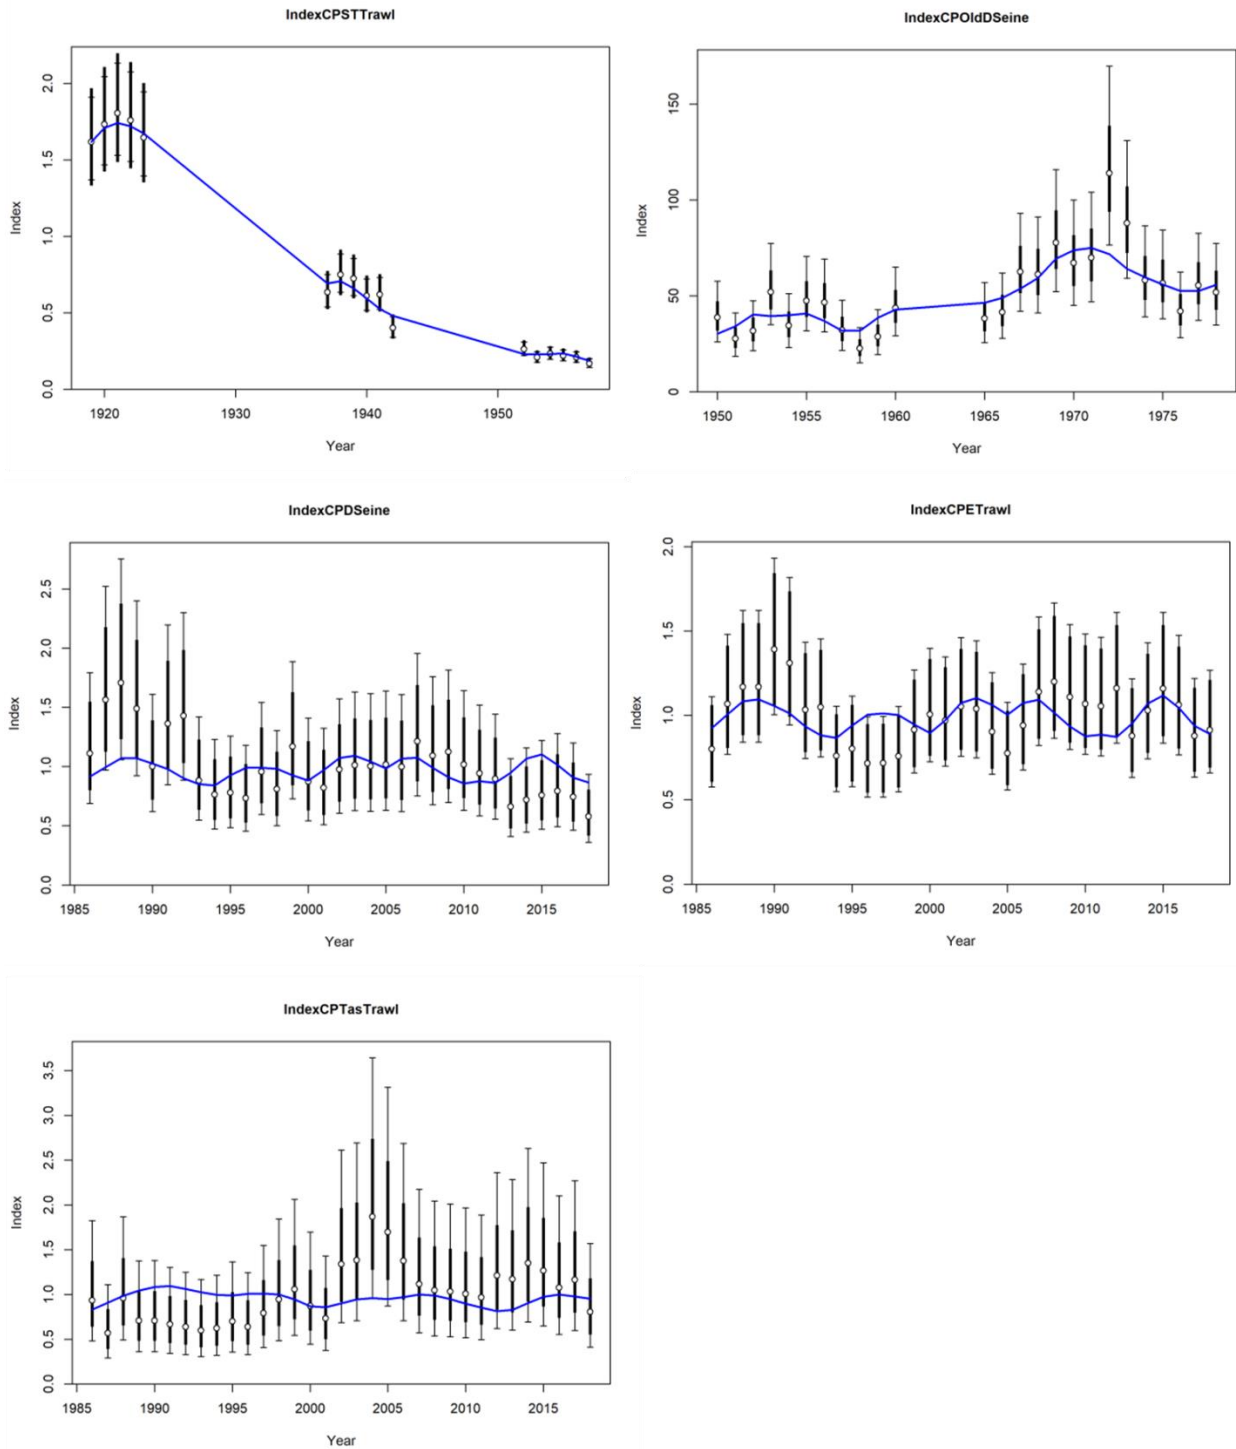 IndexCPSTTrawl
2.0
1.5
1.0
0.5
0.0
Index
1920 1930 1940 1950
Year
IndexCPOldDSeine
150
100
50
0
Index
1950 1955 1960 1965 1970 1975
Year
IndexCPDSeine
2.5
2.0
1.5
1.0
0.5
0.0
Index
1985 1990 1995 2000 2005 2010 2015
Year
IndexCPETrawl
2.0
1.5
1.0
0.5
0.0
Index
1985 1990 1995 2000 2005 2010 2015
Year
IndexCPTasTrawl
3.5
3.0
2.5
2.0
1.5
1.0
0.5
0.0
Index
1985 1990 1995 2000 2005 2010 2015
Year